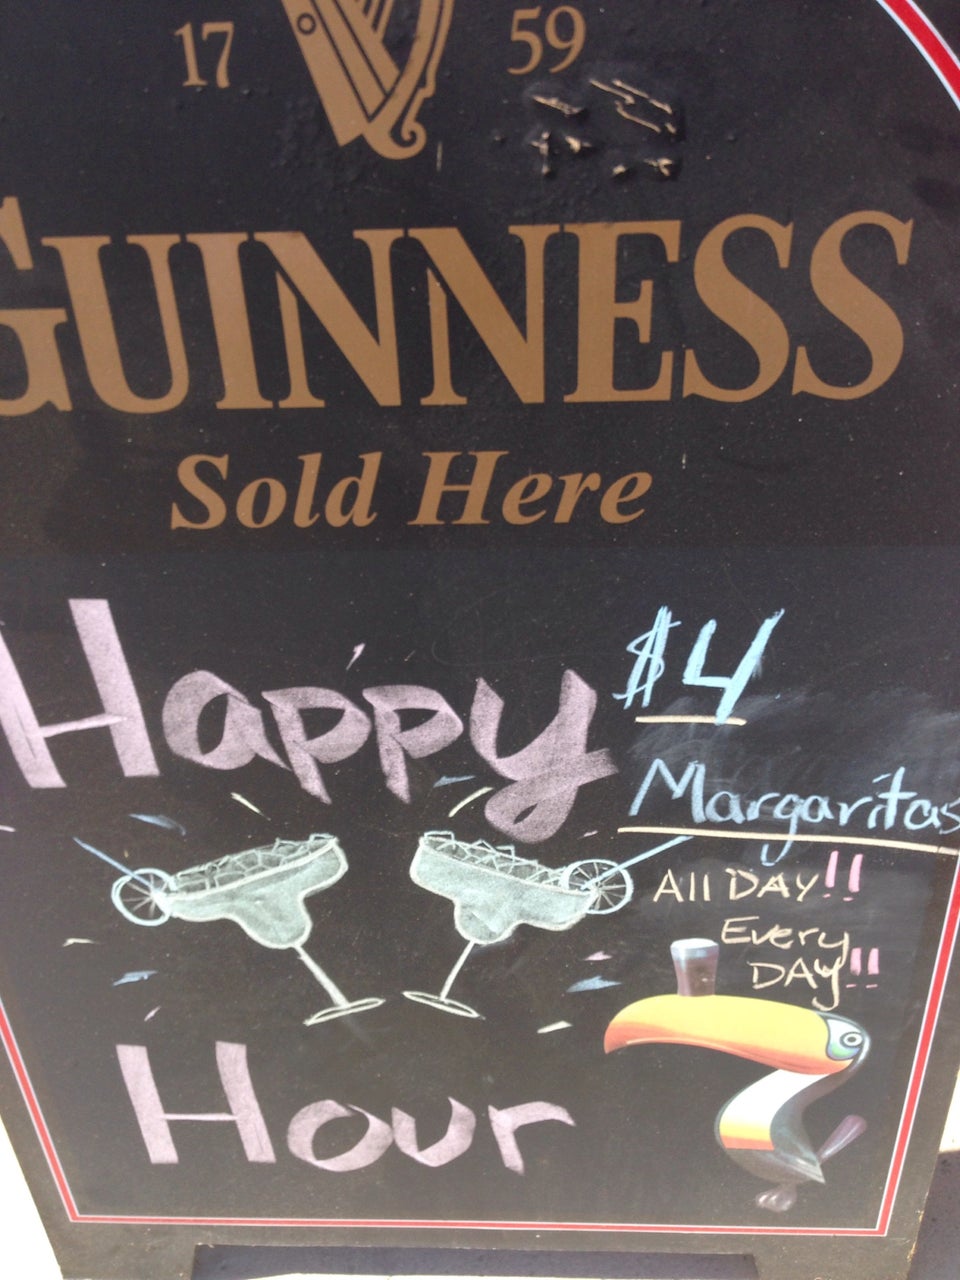 17 59
GUINNESS
Sold Here
Happy
$4
Margaritas
All DAY!!
Every
DAy!!
Hour